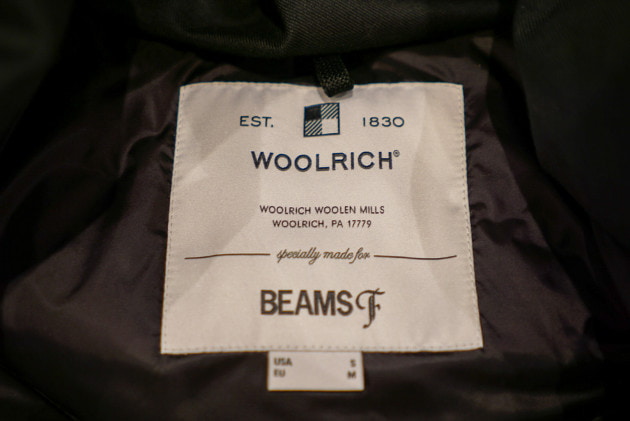 EST. 1830
WOOLRICH®
WOOLRICH WOOLEN MILLS
WOOLRICH, PA 17779
specially made for
BEAMS F
USA S
EU M